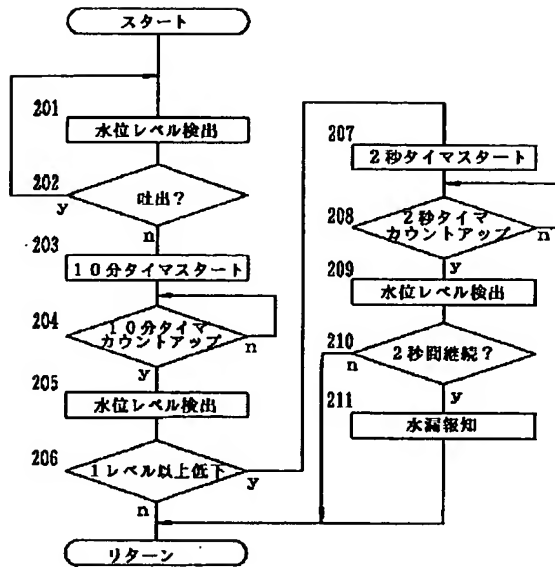 スタート
201
水位レベル検出
202
吐出？
y
n
203
１０分タイマスタート
204
１０分タイマ
カウントアップ
n
y
205
水位レベル検出
206
１レベル以上低下
y
n
リターン
207
２秒タイマスタート
208
２秒タイマ
カウントアップ
n
y
209
水位レベル検出
210
２秒間継続？
n
y
211
水漏報知